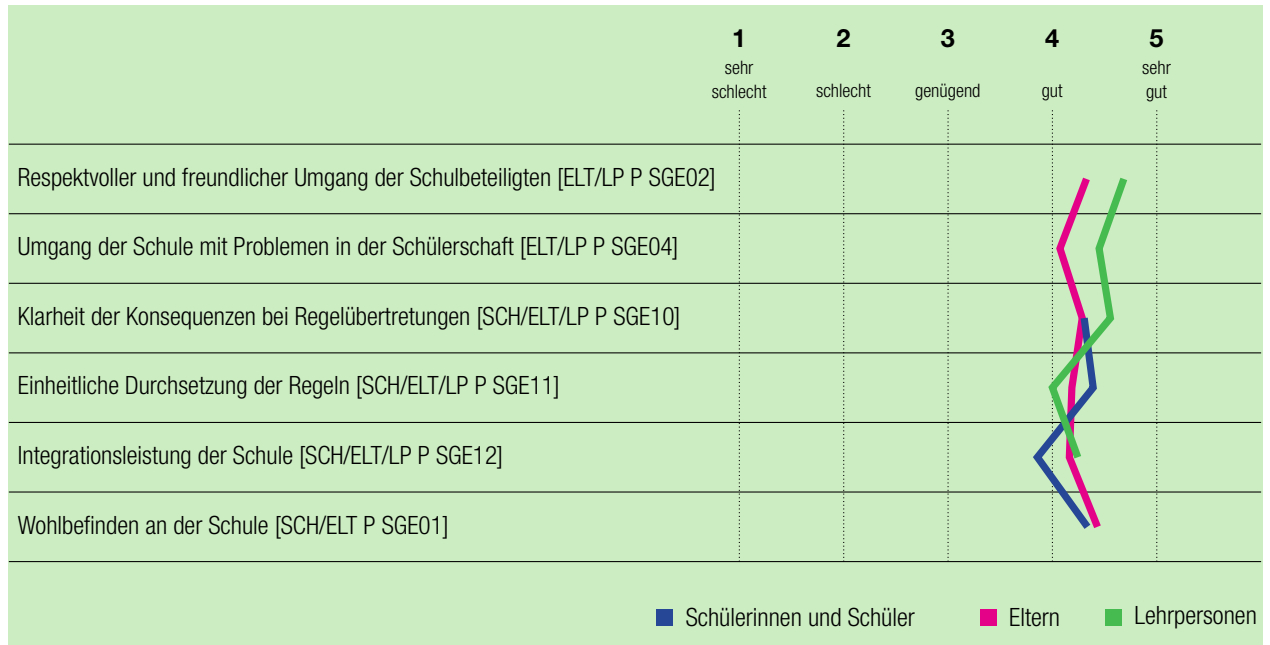 1 2 3 4 5
sehr schlecht schlecht genügend gut sehr gut
Respektvoller und freundlicher Umgang der Schulbeteiligten [ELT/LP P SGE02]
Umgang der Schule mit Problemen in der Schülerschaft [ELT/LP P SGE04]
Klarheit der Konsequenzen bei Regelübertretungen [SCH/ELT/LP P SGE10]
Einheitliche Durchsetzung der Regeln [SCH/ELT/LP P SGE11]
Integrationsleistung der Schule [SCH/ELT/LP P SGE12]
Wohlbefinden an der Schule [SCH/ELT P SGE01]
Schülerinnen und Schüler Eltern Lehrpersonen